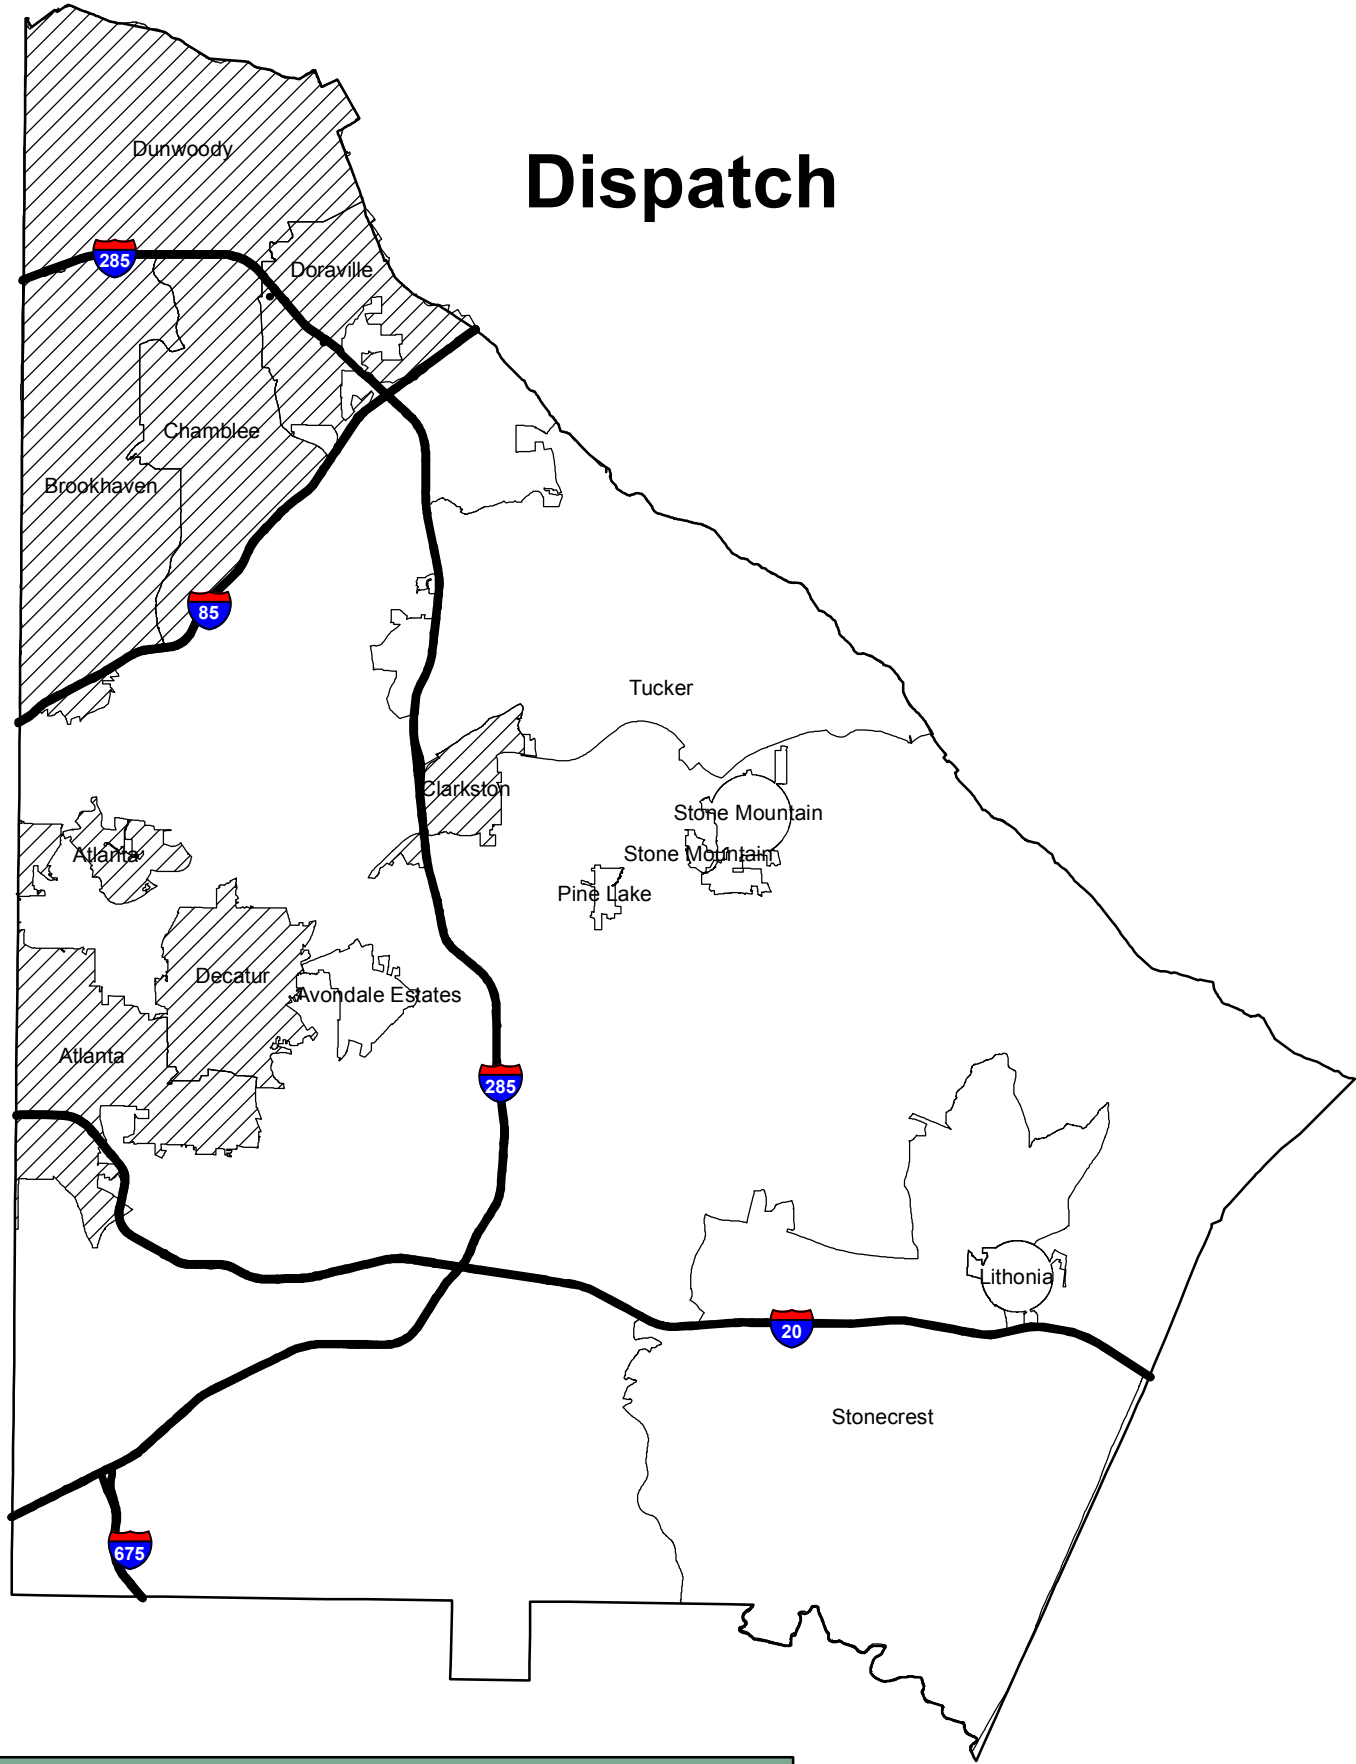 Dunwoody
Dispatch
285
Doraville
Chamblee
Brookhaven
85
Tucker
Clarkston
Stone Mountain
Atlanta
Stone Mountain
Pine Lake
Decatur
Avondale Estates
Atlanta
285
Lithonia
20
Stonecrest
675